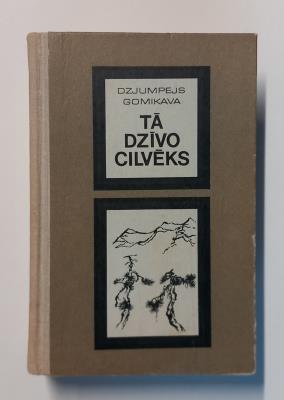 DZJUMPEJS
GOMIKAVA
TĀ
DZĪVO
CILVĒKS